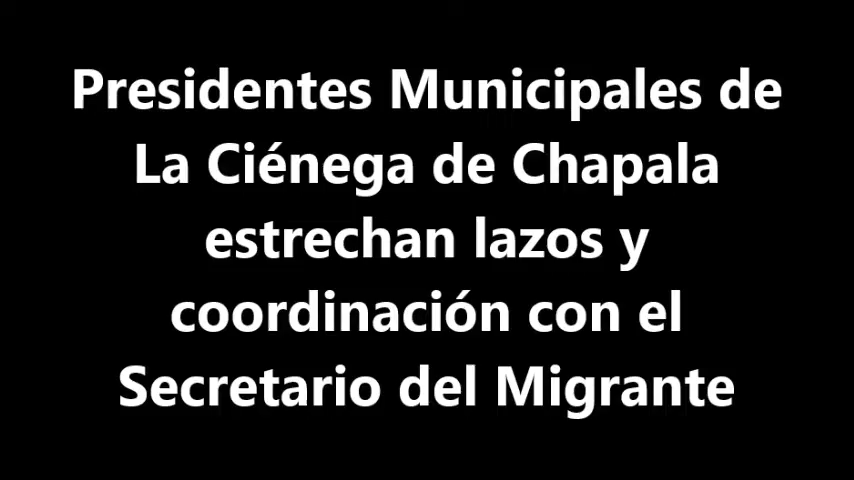 Presidentes Municipales de
La Ciénega de Chapala
estrechan lazos y
coordinación con el
Secretario del Migrante